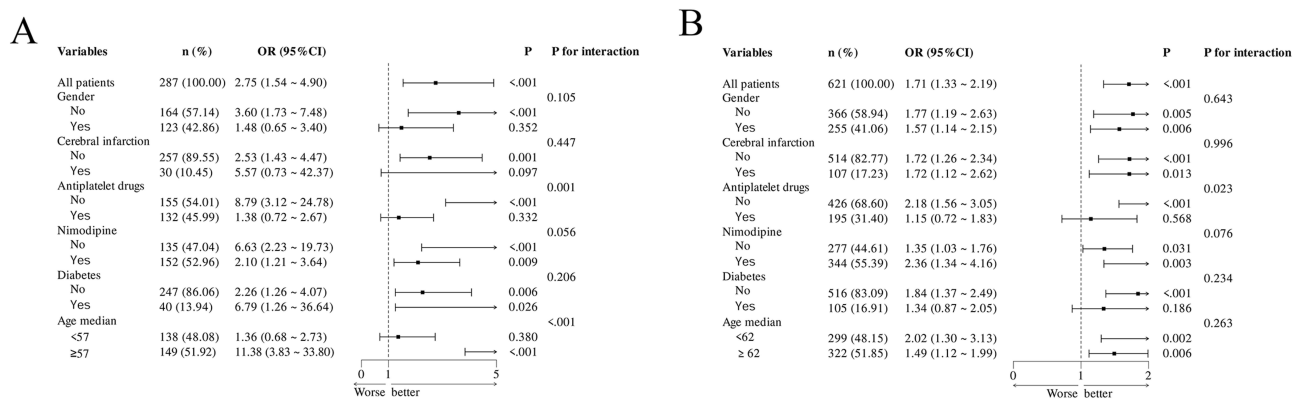 A
Variables n (%) OR (95%CI) P P for interaction
All patients 287 (100.00) 2.75 (1.54 ~ 4.90) <.001
Gender 0.105
No 164 (57.14) 3.60 (1.73 ~ 7.48) <.001
Yes 123 (42.86) 1.48 (0.65 ~ 3.40) 0.352
Cerebral infarction 0.447
No 257 (89.55) 2.53 (1.43 ~ 4.47) 0.001
Yes 30 (10.45) 5.57 (0.73 ~ 42.37) 0.097
Antiplatelet drugs 0.001
No 155 (54.01) 8.79 (3.12 ~ 24.78) <.001
Yes 132 (45.99) 1.38 (0.72 ~ 2.67) 0.332
Nimodipine 0.056
No 135 (47.04) 6.63 (2.23 ~ 19.73) <.001
Yes 152 (52.96) 2.10 (1.21 ~ 3.64) 0.009
Diabetes 0.206
No 247 (86.06) 2.26 (1.26 ~ 4.07) 0.006
Yes 40 (13.94) 6.79 (1.26 ~ 36.64) 0.026
Age median <.001
<57 138 (48.08) 1.36 (0.68 ~ 2.73) 0.380
≥57 149 (51.92) 11.38 (3.83 ~ 33.80) <.001
0 1 5
Worse better
B
Variables n (%) OR (95%CI) P P for interaction
All patients 621 (100.00) 1.71 (1.33 ~ 2.19) <.001
Gender 0.643
No 366 (58.94) 1.77 (1.19 ~ 2.63) 0.005
Yes 255 (41.06) 1.57 (1.14 ~ 2.15) 0.006
Cerebral infarction 0.996
No 514 (82.77) 1.72 (1.26 ~ 2.34) <.001
Yes 107 (17.23) 1.72 (1.12 ~ 2.62) 0.013
Antiplatelet drugs 0.023
No 426 (68.60) 2.18 (1.56 ~ 3.05) <.001
Yes 195 (31.40) 1.15 (0.72 ~ 1.83) 0.568
Nimodipine 0.076
No 277 (44.61) 1.35 (1.03 ~ 1.76) 0.031
Yes 344 (55.39) 2.36 (1.34 ~ 4.16) 0.003
Diabetes 0.234
No 516 (83.09) 1.84 (1.37 ~ 2.49) <.001
Yes 105 (16.91) 1.34 (0.87 ~ 2.05) 0.186
Age median 0.263
<62 299 (48.15) 2.02 (1.30 ~ 3.13) 0.002
≥ 62 322 (51.85) 1.49 (1.12 ~ 1.99) 0.006
0 1 2
Worse better